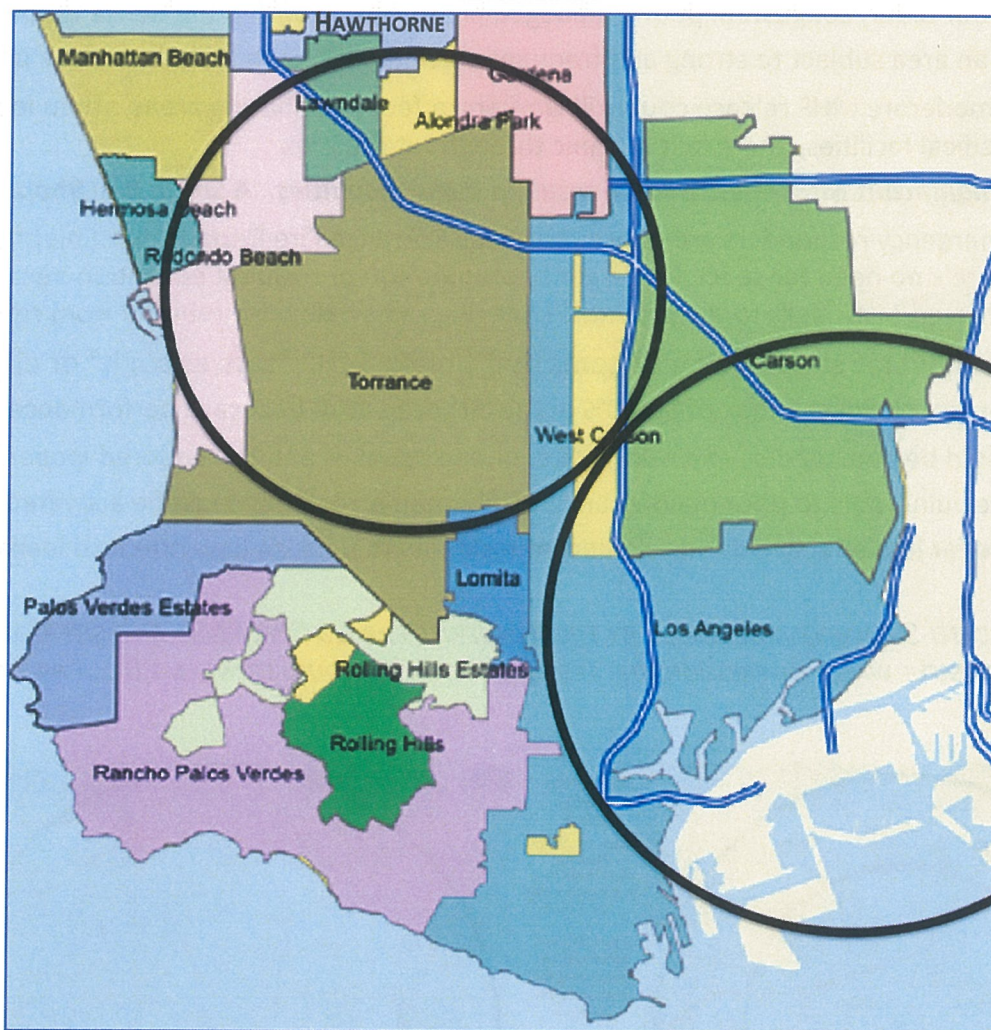 HAWTHORNE
Manhattan Beach
Gardena
Lawndale
Alondra Park
Hermosa Beach
Redondo Beach
Carson
Torrance
West Carson
Lomita
Palos Verdes Estates
Los Angeles
Rolling Hills Estates
Rolling Hills
Rancho Palos Verdes